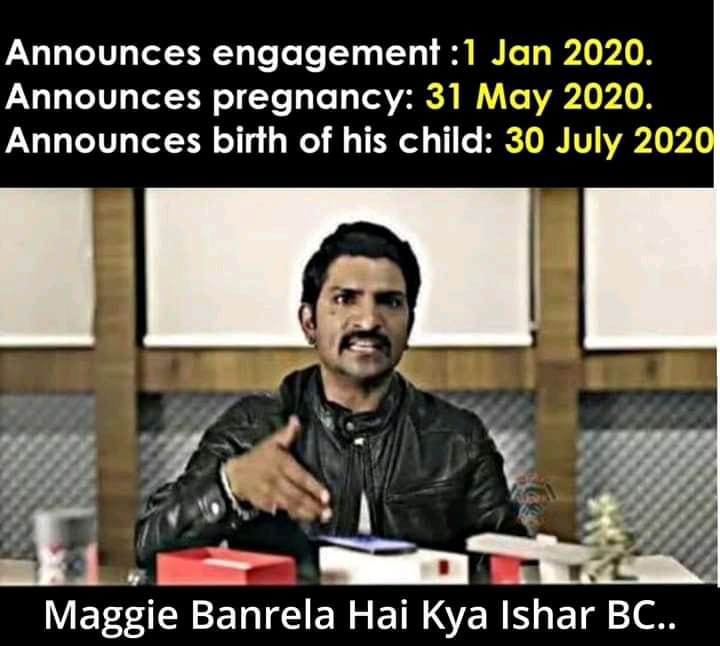 Announces engagement :1 Jan 2020.
Announces pregnancy: 31 May 2020.
Announces birth of his child: 30 July 2020
Maggie Banrela Hai Kya Ishar BC..